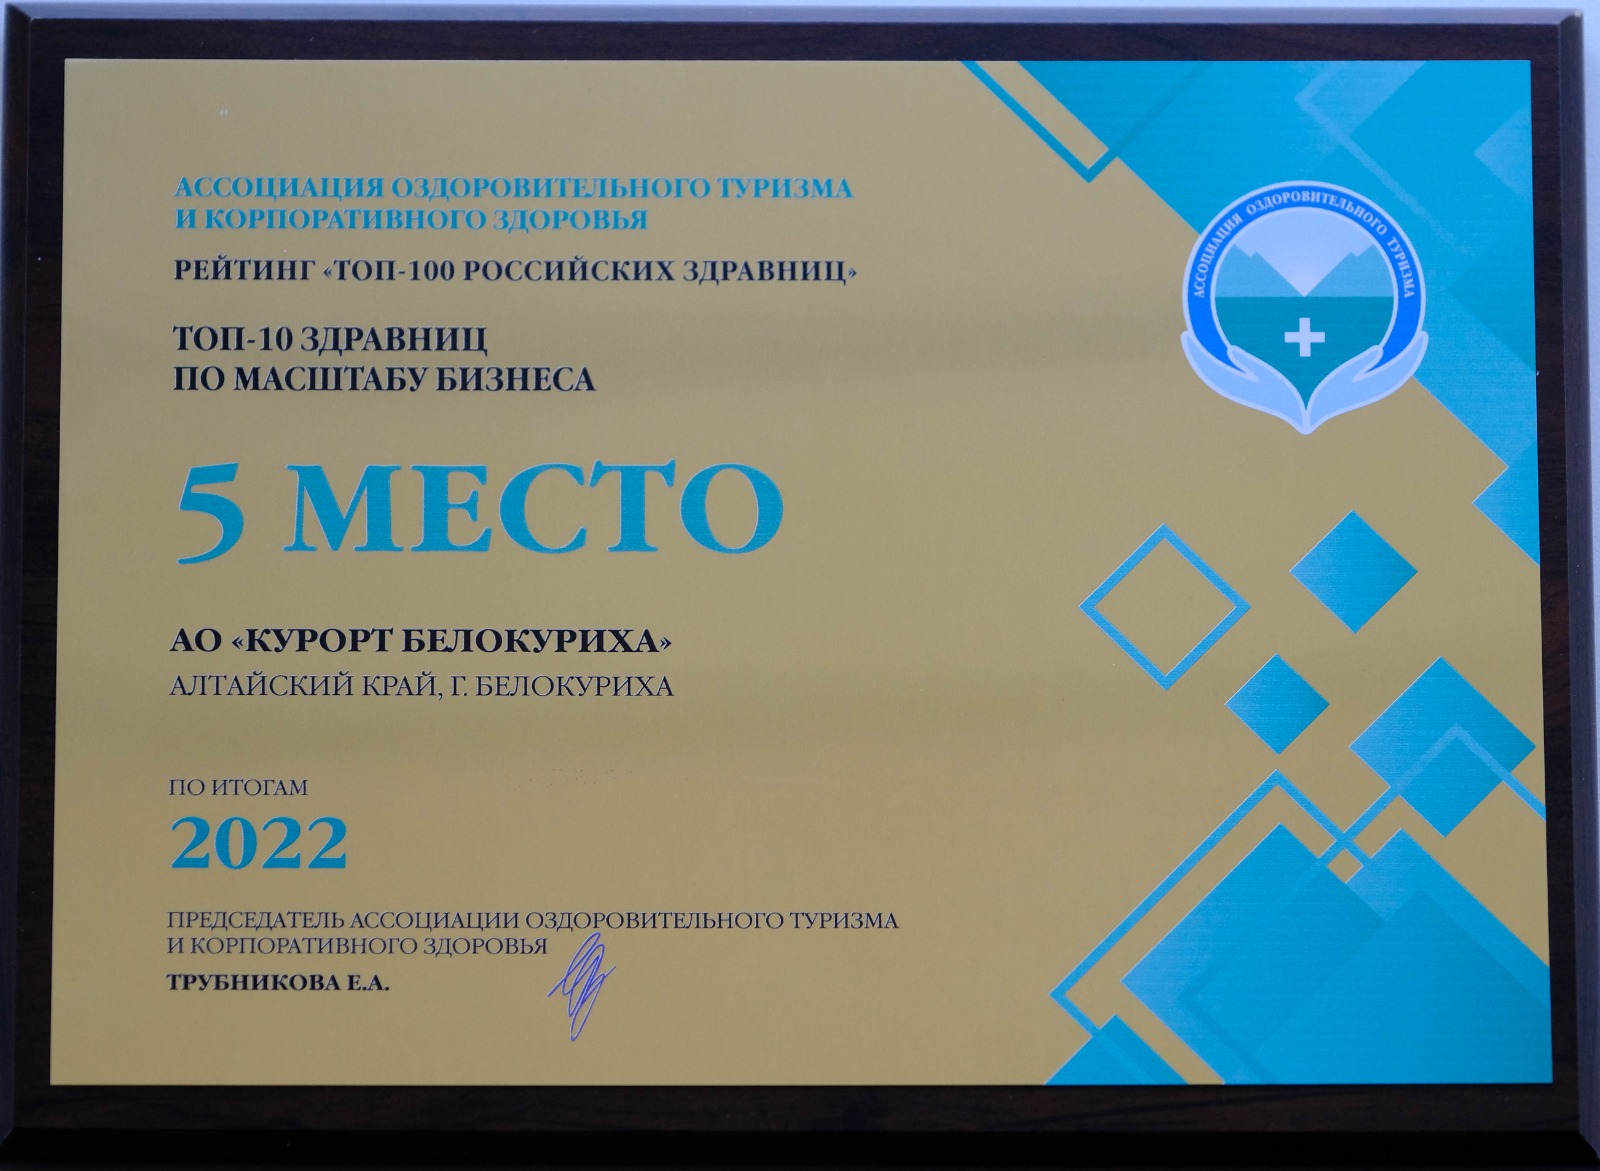 АССОЦИАЦИЯ ОЗДОРОВИТЕЛЬНОГО ТУРИЗМА
И КОРПОРАТИВНОГО ЗДОРОВЬЯ
РЕЙТИНГ «ТОП-100 РОССИЙСКИХ ЗДРАВНИЦ»
АССОЦИАЦИЯ ОЗДОРОВИТЕЛЬНОГО ТУРИЗМА
ТОП-10 ЗДРАВНИЦ
ПО МАСШТАБУ БИЗНЕСА
5 МЕСТО
АО «КУРОРТ БЕЛОКУРИХА»
АЛТАЙСКИЙ КРАЙ, Г. БЕЛОКУРИХА
ПО ИТОГАМ
2022
ПРЕДСЕДАТЕЛЬ АССОЦИАЦИИ ОЗДОРОВИТЕЛЬНОГО ТУРИЗМА
И КОРПОРАТИВНОГО ЗДОРОВЬЯ
ТРУБНИКОВА Е.А.